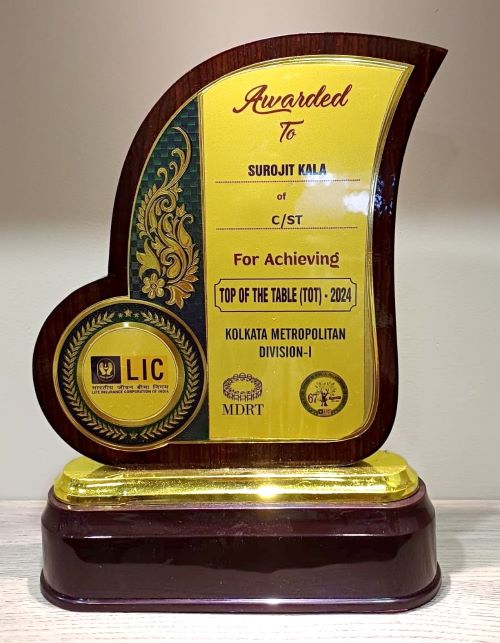 Awarded
To
SUROJIT KALA
of
C/ST
For Achieving
TOP OF THE TABLE (TOT) - 2024
KOLKATA METROPOLITAN
DIVISION-I
LIC
भारतीय जीवन बीमा निगम
LIFE INSURANCE CORPORATION OF INDIA
MDRT
67
LIC